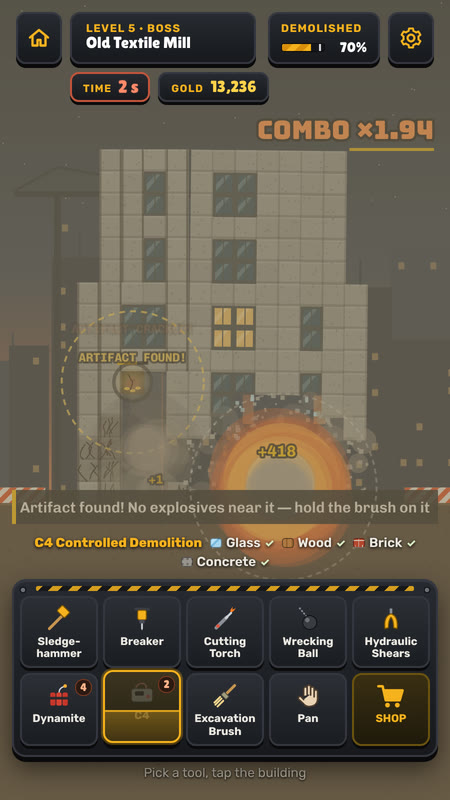 LEVEL 5 • BOSS
Old Textile Mill
DEMOLISHED
70%
TIME 2 s
GOLD 13,236
COMBO ×1.94
ARTIFACT FOUND!
+418
+1
Artifact found! No explosives near it — hold the brush on it
C4 Controlled Demolition Glass ✓ Wood ✓ Brick ✓
Concrete ✓
Sledge-
hammer
Breaker
Cutting
Torch
Wrecking
Ball
Hydraulic
Shears
4
Dynamite
2
C4
Excavation
Brush
Pan
SHOP
Pick a tool, tap the building